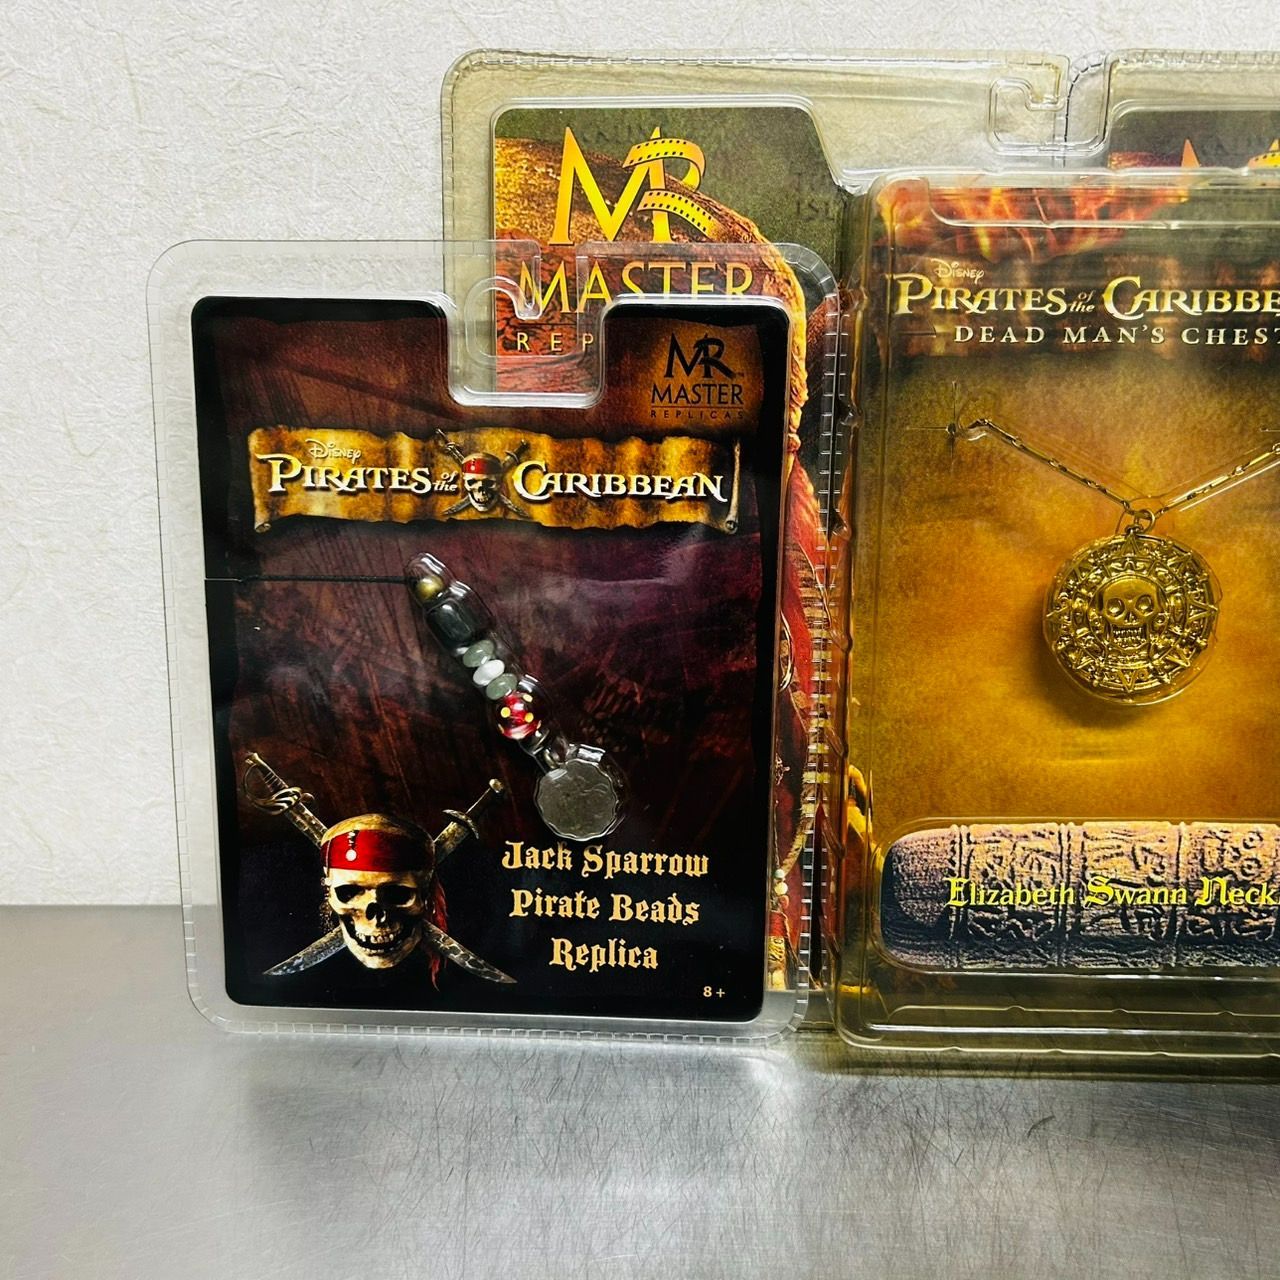 MR
MASTER
REP
MR
MASTER
REPLICAS
Disney
PIRATES of the CARIBBEAN
Jack Sparrow
Pirate Beads
Replica
8+
Disney
PIRATES of the CARIBBEA
DEAD MAN'S CHEST
Elizabeth Swann Neck